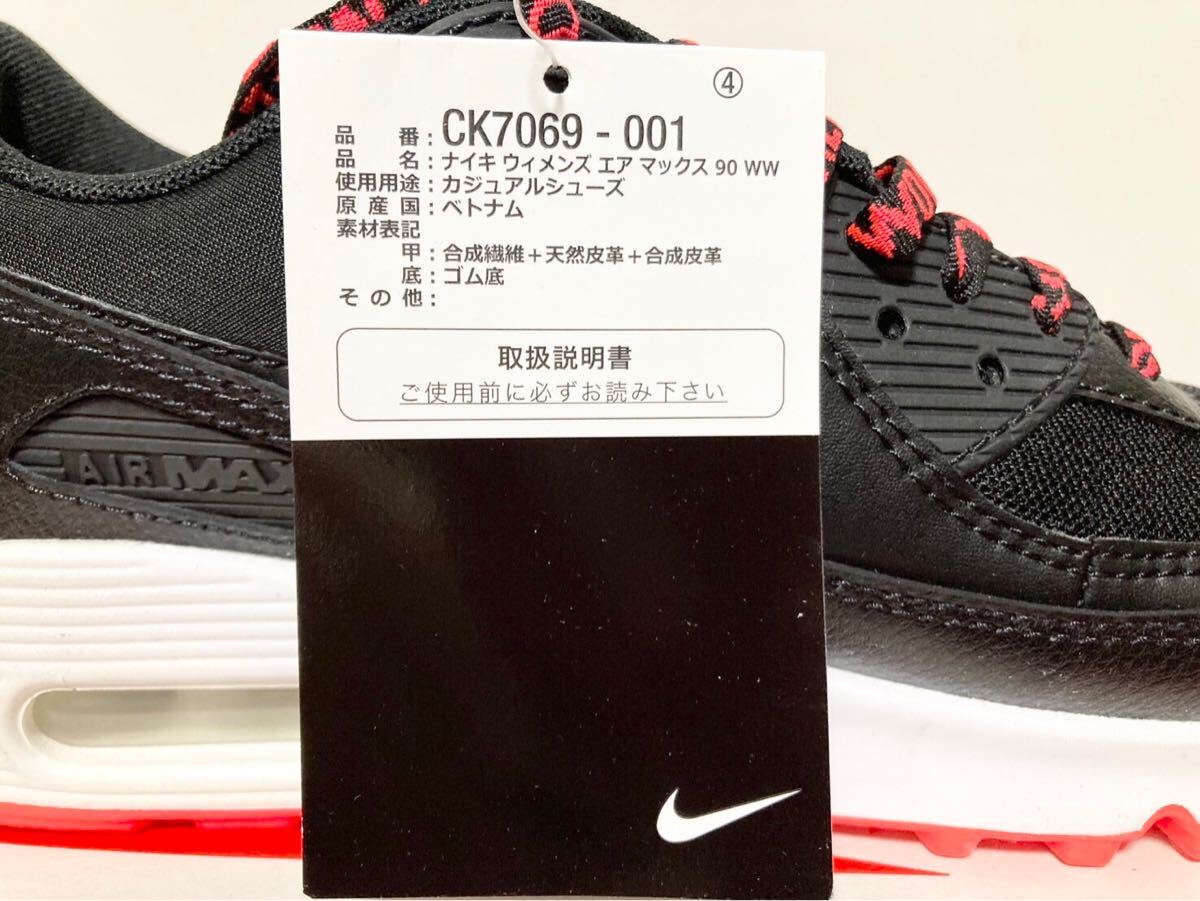 ④
品番：CK7069 - 001
品名：ナイキ ウィメンズ エア マックス 90 WW
使用用途：カジュアルシューズ
原産国：ベトナム
素材表記
甲：合成繊維＋天然皮革＋合成皮革
底：ゴム底
その他：
取扱説明書
ご使用前に必ずお読み下さい
AIR MAX